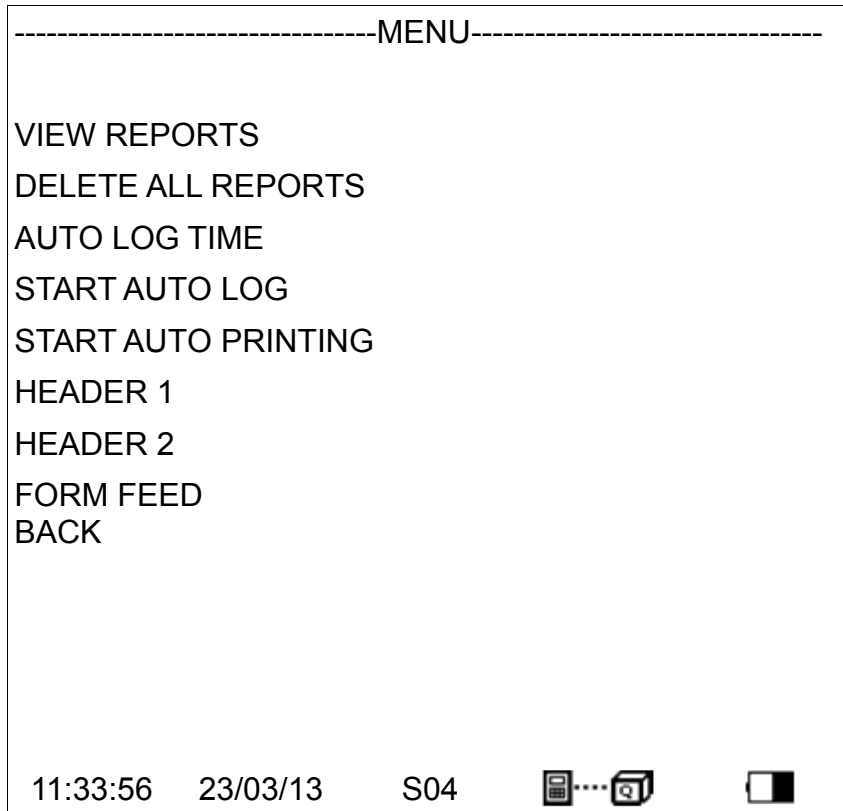 ----------------------------------MENU---------------------------------
VIEW REPORTS
DELETE ALL REPORTS
AUTO LOG TIME
START AUTO LOG
START AUTO PRINTING
HEADER 1
HEADER 2
FORM FEED
BACK
11:33:56 23/03/13 S04 Q